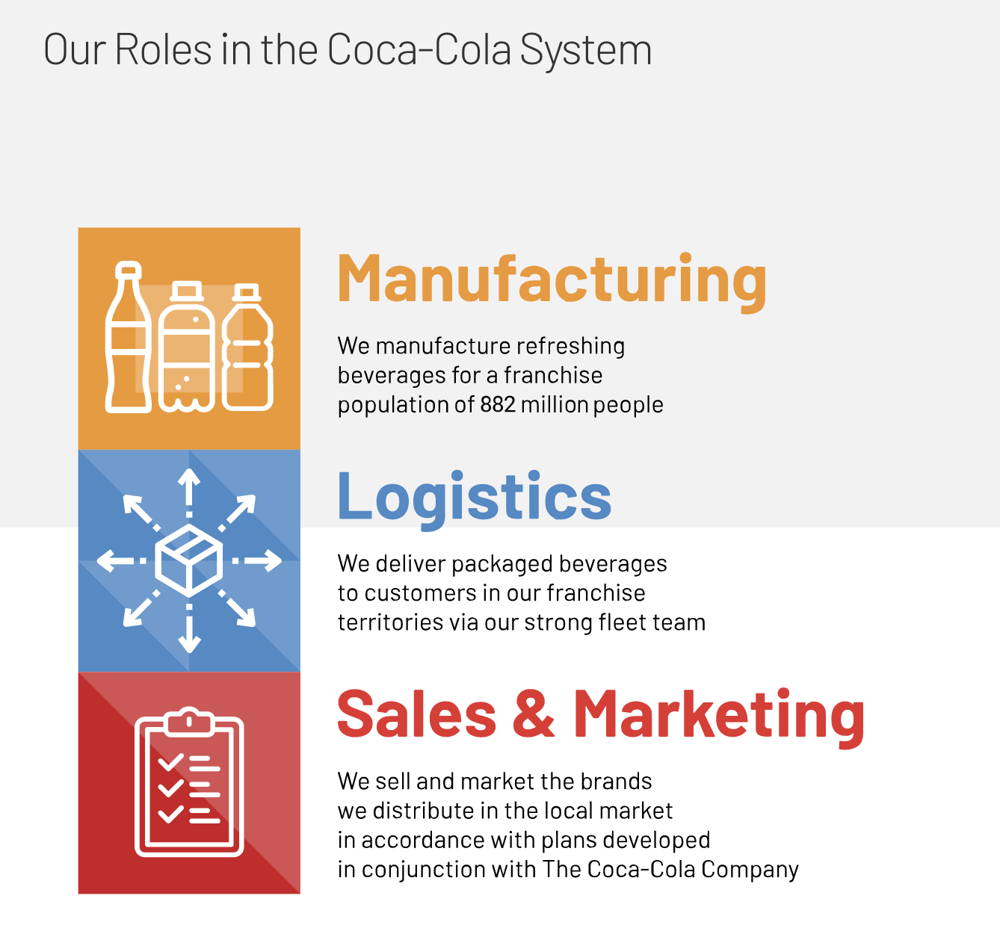 Our Roles in the Coca-Cola System
Manufacturing
We manufacture refreshing
beverages for a franchise
population of 882 million people
Logistics
We deliver packaged beverages
to customers in our franchise
territories via our strong fleet team
Sales & Marketing
We sell and market the brands
we distribute in the local market
in accordance with plans developed
in conjunction with The Coca-Cola Company